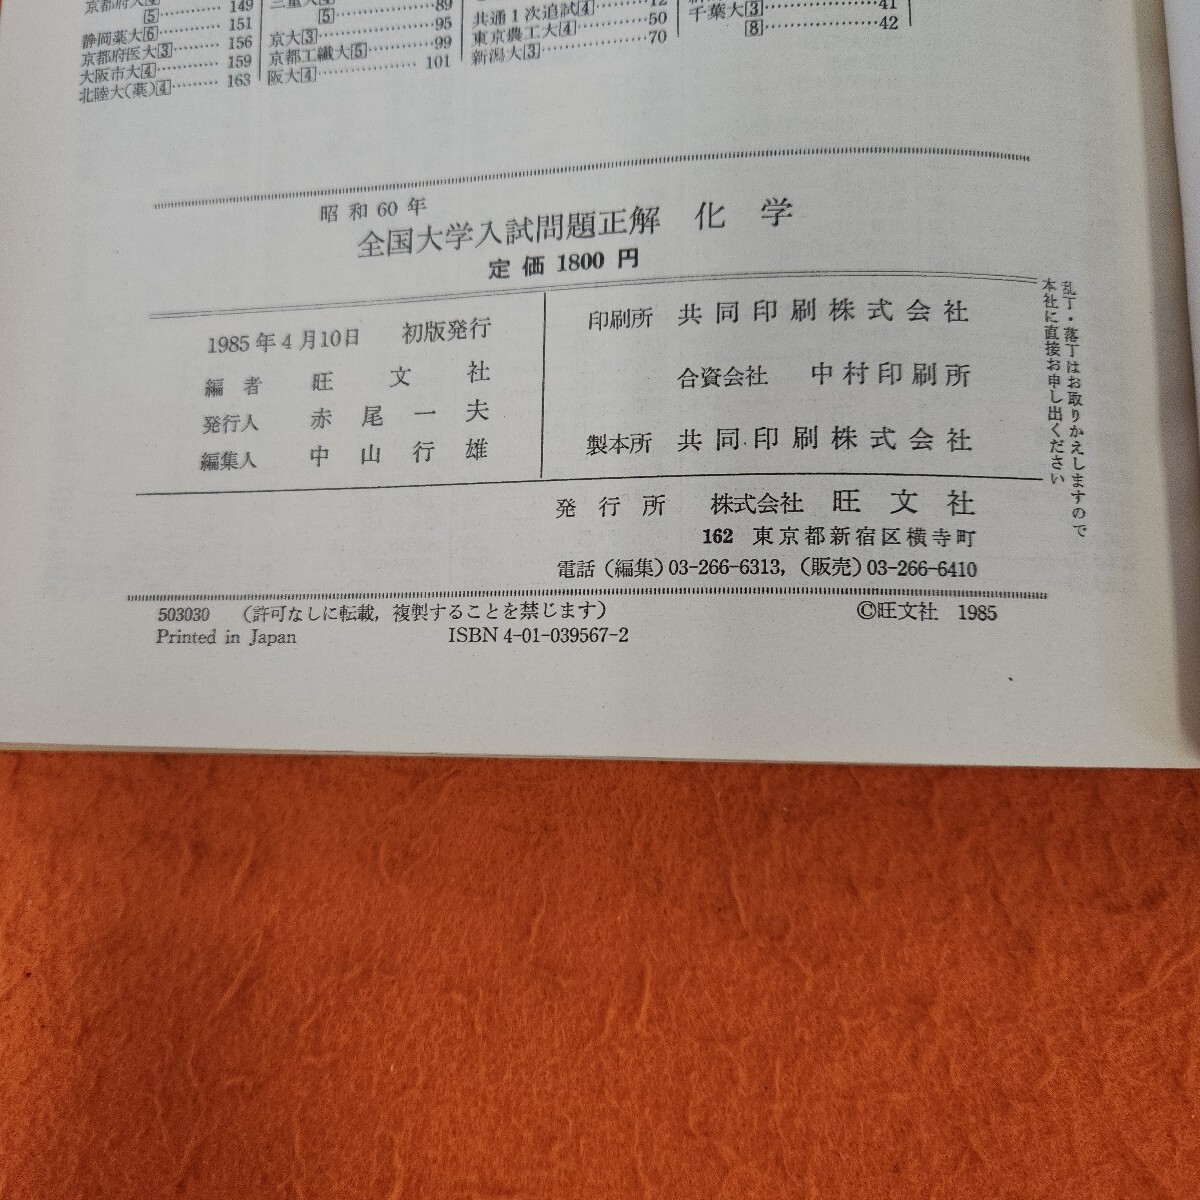 ⑤……… 149
静岡薬大⑥……… 151
京都府医大③……… 156
大阪市大④……… 159
北陸大(薬)④……… 163
⑤……… 89
京大③……… 95
京都工繊大⑤……… 99
阪大④……… 101
共通1次追試④……… 12
東京農工大④……… 50
新潟大③……… 70
千葉大③……… 41
⑧……… 42
昭和60年
全国大学入試問題正解 化学
定価 1800 円
1985年4月10日 初版発行
編者 旺文社
発行人 赤尾一夫
編集人 中山行雄
印刷所 共同印刷株式会社
合資会社 中村印刷所
製本所 共同印刷株式会社
乱丁・落丁はお取りかえしますので
本社に直接お申し出ください
発行所 株式会社 旺文社
162 東京都新宿区横寺町
電話(編集)03-266-6313,(販売)03-266-6410
503030 (許可なしに転載,複製することを禁じます) ©旺文社 1985
Printed in Japan ISBN 4-01-039567-2